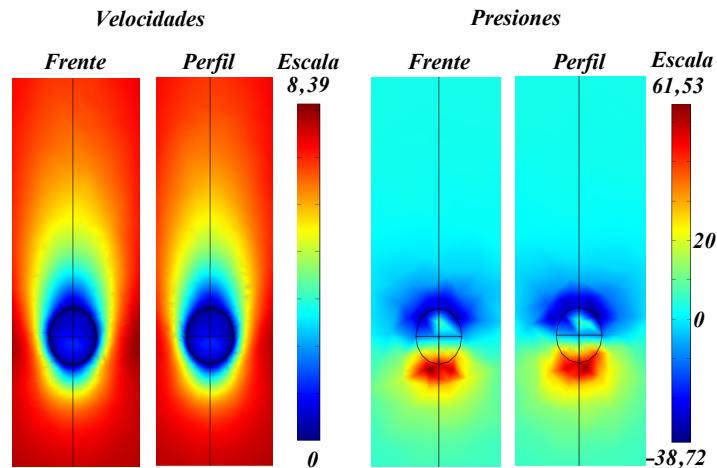 Velocidades
Presiones
Frente
Perfil
Escala
8,39
0
Frente
Perfil
Escala
61,53
20
0
-38,72